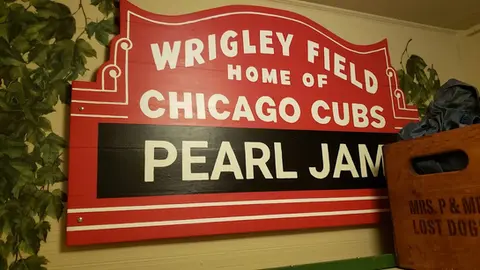 WRIGLEY FIELD
HOME OF
CHICAGO CUBS
PEARL JAM
MRS. P & M
LOST DOG